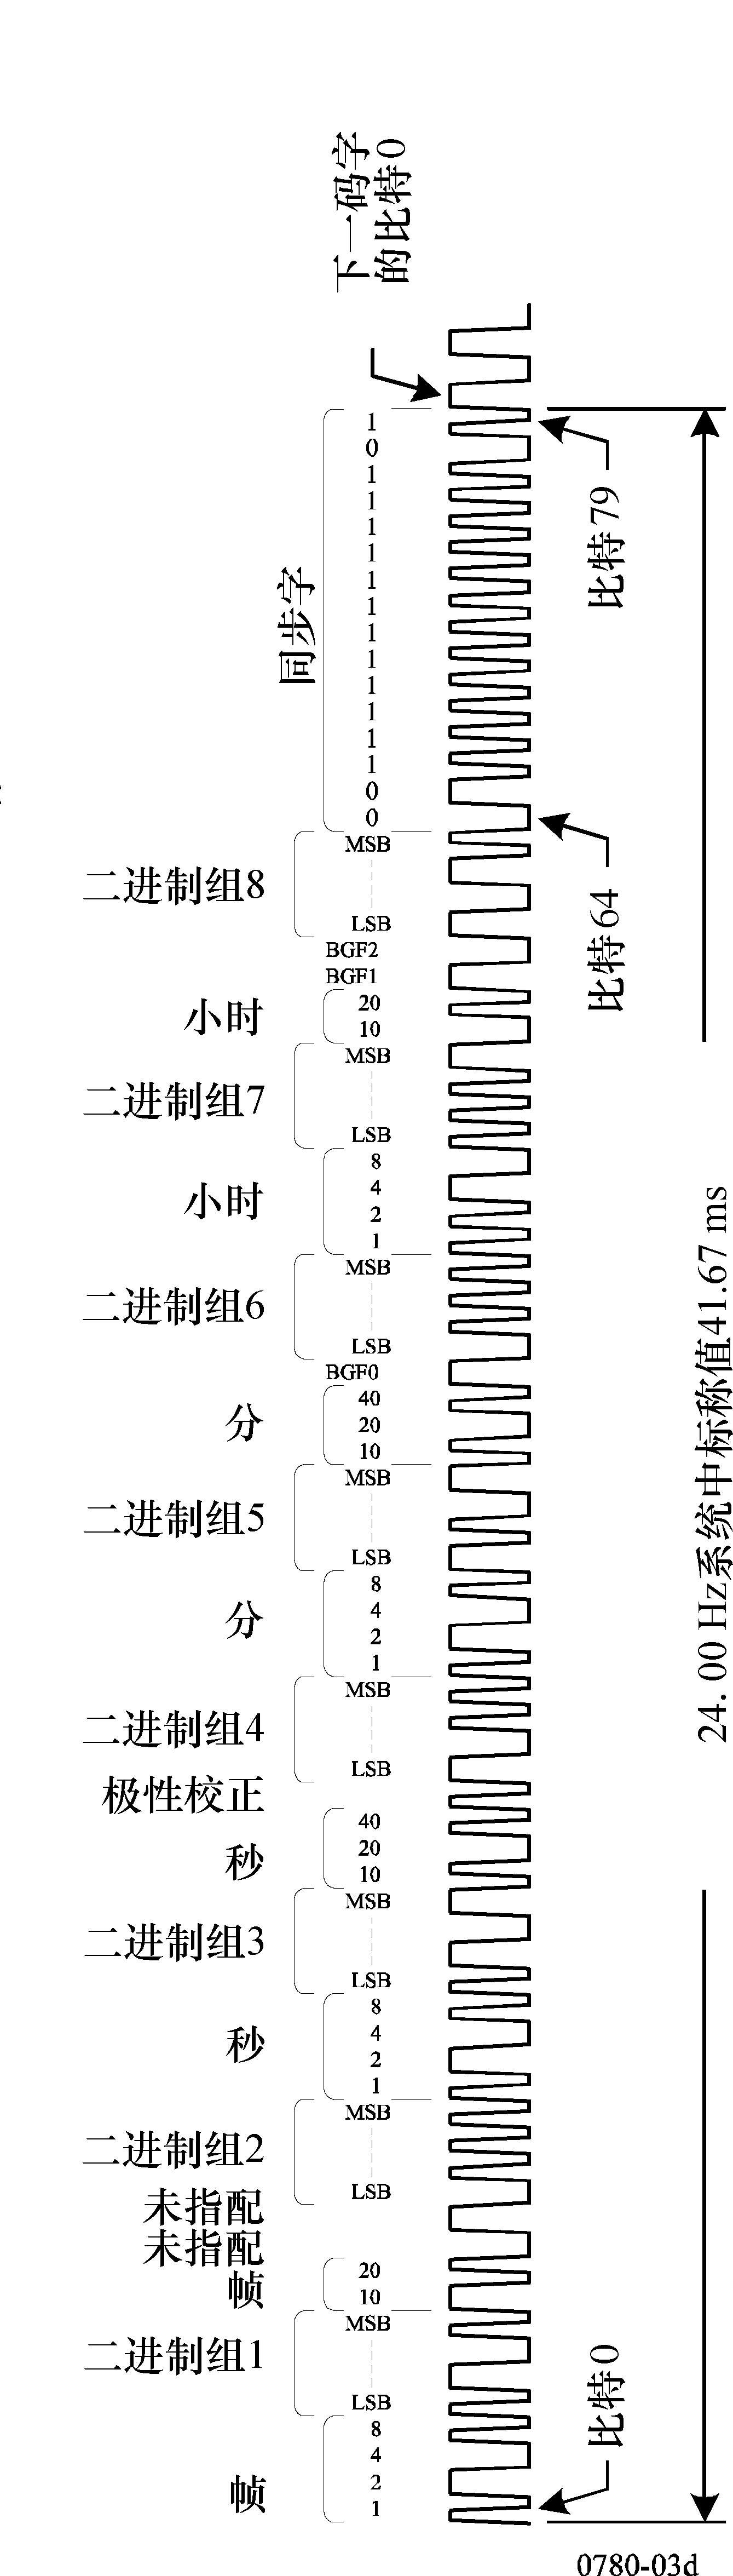 下一码字
的比特0
1
0
1
1
1
1
1
1
1
1
1
1
1
1
0
0
同步字
比特79
比特64
MSB
LSB
二进制组8
BGF2
BGF1
20
10
小时
MSB
LSB
二进制组7
8
4
2
1
小时
MSB
LSB
二进制组6
BGF0
40
20
10
分
MSB
LSB
二进制组5
8
4
2
1
分
MSB
LSB
二进制组4
极性校正
40
20
10
秒
MSB
LSB
二进制组3
8
4
2
1
秒
MSB
LSB
二进制组2
未指配
未指配
20
10
帧
MSB
LSB
二进制组1
8
4
2
1
帧
比特0
24. 00 Hz系统中标称值41.67 ms
0780-03d